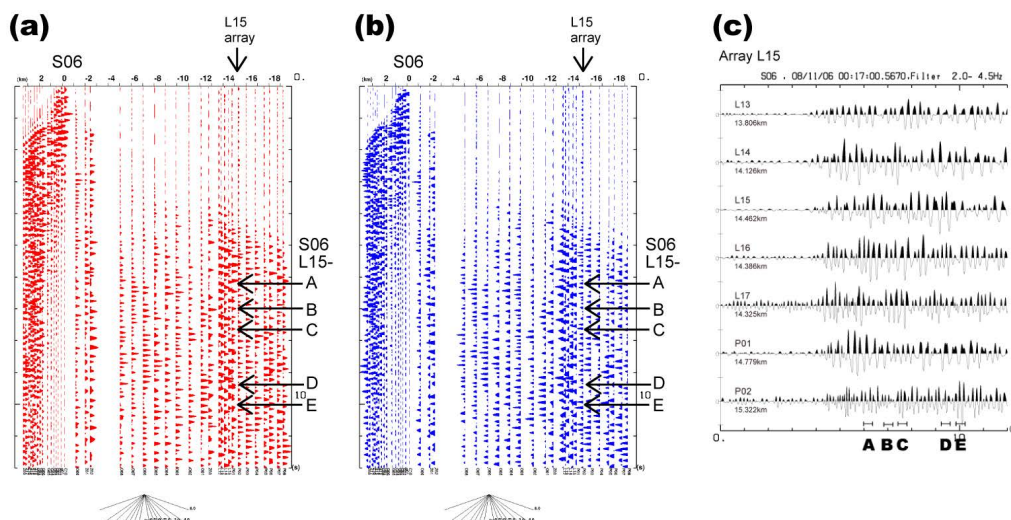 (a)
L15
array
S06
(km) 2 0 -2 -4 -6 -8 -10 -12 -14 -16 -18 0.
S06
L15-
A
B
C
D
10
E
(s)
(b)
L15
array
S06
(km) 2 0 -2 -4 -6 -8 -10 -12 -14 -16 -18 0.
S06
L15-
A
B
C
D
10
E
(s)
(c)
Array L15
S06 , 08/11/06 00:17:00.5670,Filter 2.0- 4.5Hz
L13
13.806km
L14
14.126km
L15
14.462km
L16
14.386km
L17
14.325km
P01
14.779km
P02
15.322km
0. 10
A B C D E